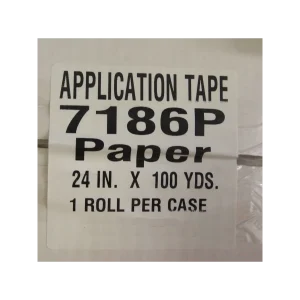 APPLICATION TAPE
7186P
Paper
24 IN. X 100 YDS.
1 ROLL PER CASE